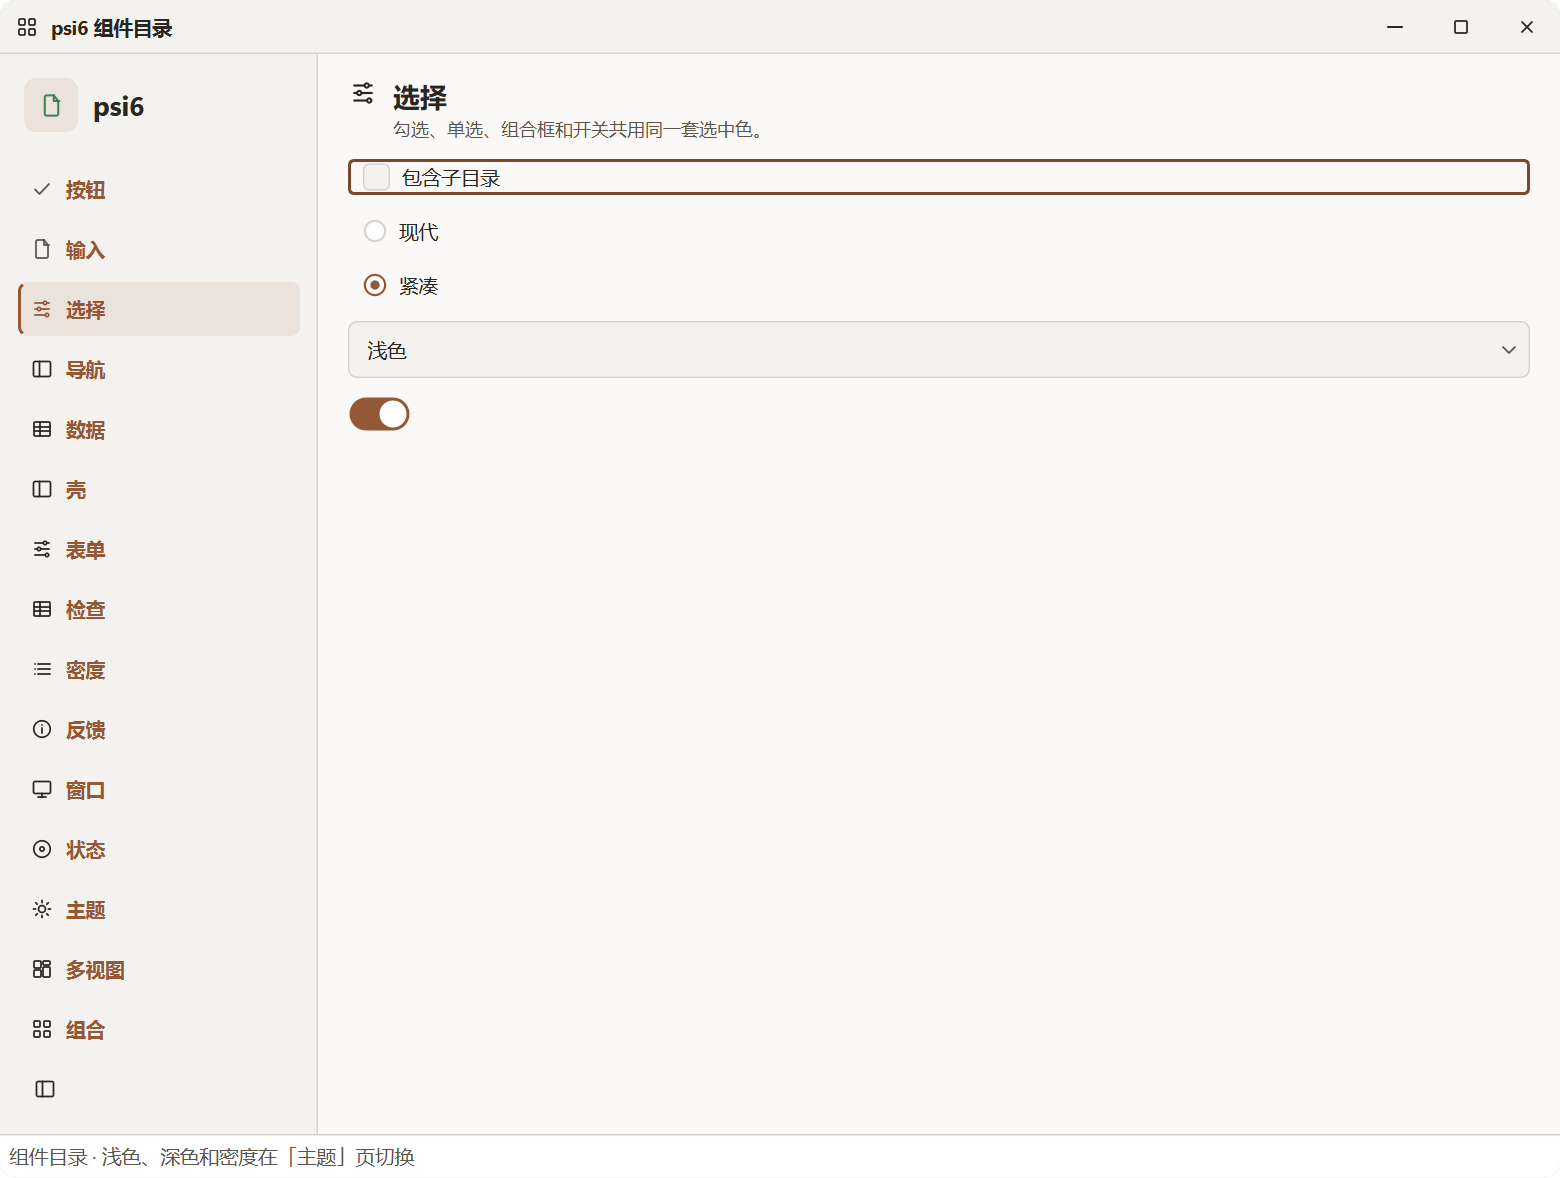 psi6 组件目录
psi6
按钮
输入
选择
导航
数据
壳
表单
检查
密度
反馈
窗口
状态
主题
多视图
组合
选择
勾选、单选、组合框和开关共用同一套选中色。
包含子目录
现代
紧凑
浅色
组件目录 · 浅色、深色和密度在「主题」页切换